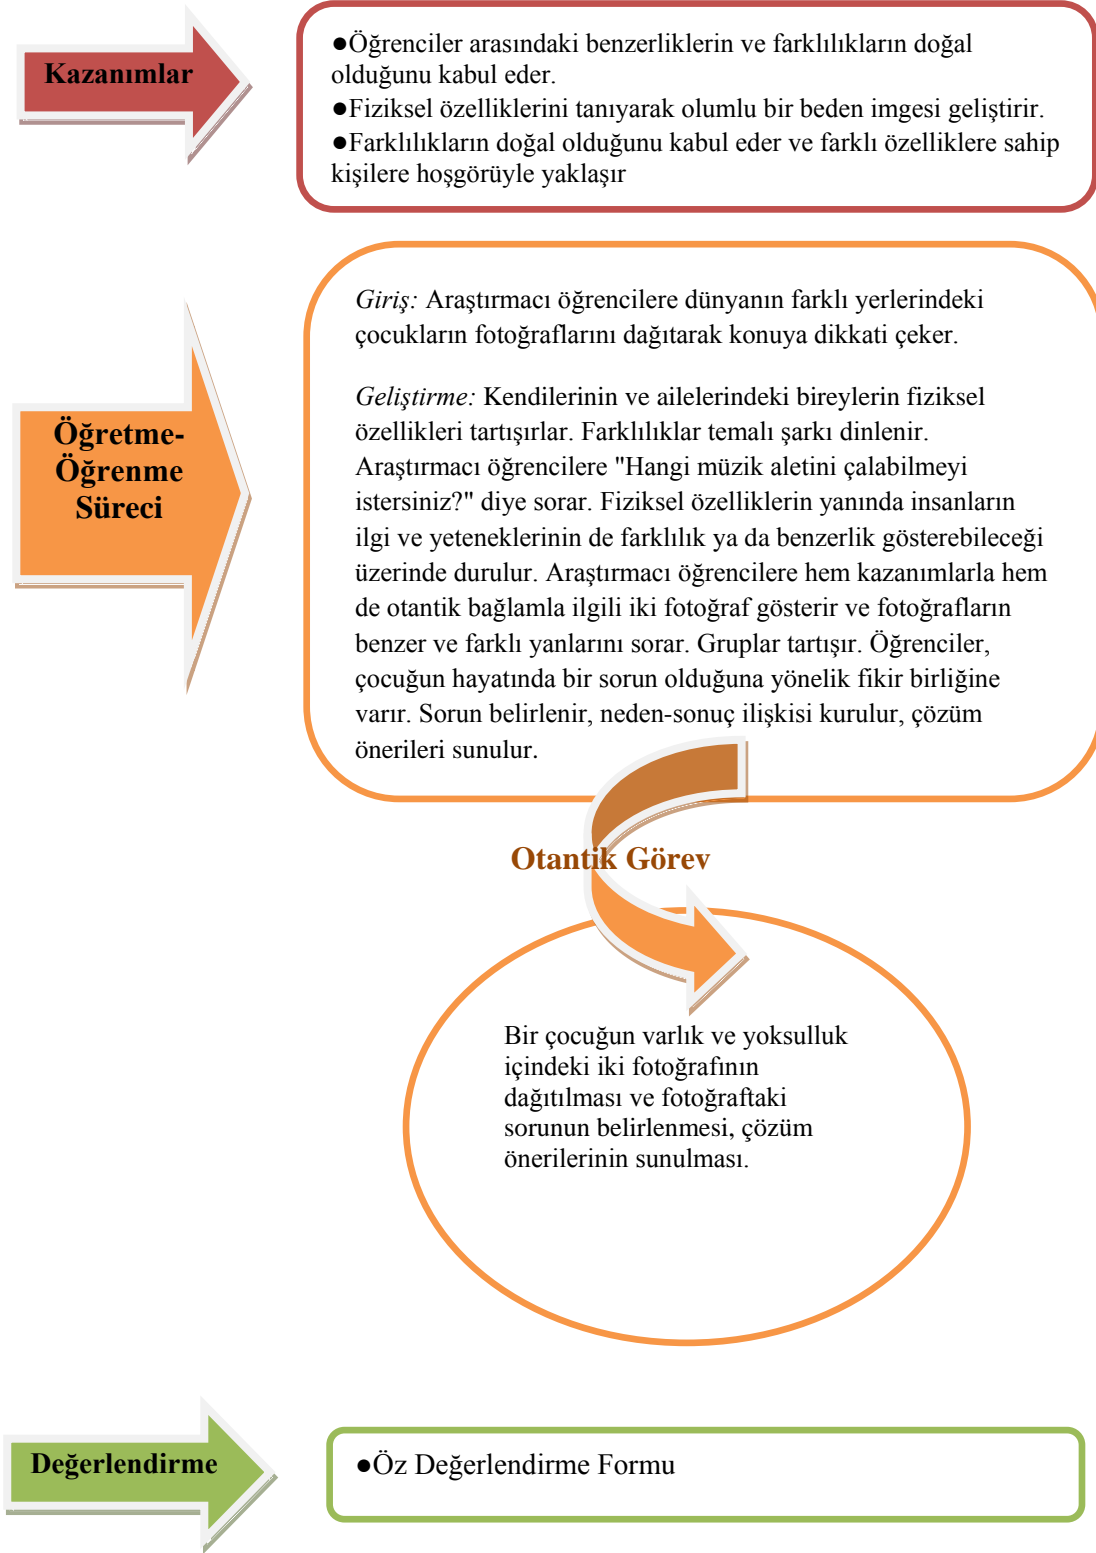 Kazanımlar
●Öğrenciler arasındaki benzerliklerin ve farklılıkların doğal
olduğunu kabul eder.
●Fiziksel özelliklerini tanıyarak olumlu bir beden imgesi geliştirir.
●Farklılıkların doğal olduğunu kabul eder ve farklı özelliklere sahip
kişilere hoşgörüyle yaklaşır
Öğretme-
Öğrenme
Süreci
Giriş: Araştırmacı öğrencilere dünyanın farklı yerlerindeki
çocukların fotoğraflarını dağıtarak konuya dikkati çeker.
Geliştirme: Kendilerinin ve ailelerindeki bireylerin fiziksel
özellikleri tartışırlar. Farklılıklar temalı şarkı dinlenir.
Araştırmacı öğrencilere "Hangi müzik aletini çalabilmeyi
istersiniz?" diye sorar. Fiziksel özelliklerin yanında insanların
ilgi ve yeteneklerinin de farklılık ya da benzerlik gösterebileceği
üzerinde durulur. Araştırmacı öğrencilere hem kazanımlarla hem
de otantik bağlamla ilgili iki fotoğraf gösterir ve fotoğrafların
benzer ve farklı yanlarını sorar. Gruplar tartışır. Öğrenciler,
çocuğun hayatında bir sorun olduğuna yönelik fikir birliğine
varır. Sorun belirlenir, neden-sonuç ilişkisi kurulur, çözüm
önerileri sunulur.
Otantik Görev
Bir çocuğun varlık ve yoksulluk
içindeki iki fotoğrafının
dağıtılması ve fotoğraftaki
sorunun belirlenmesi, çözüm
önerilerinin sunulması.
Değerlendirme
●Öz Değerlendirme Formu